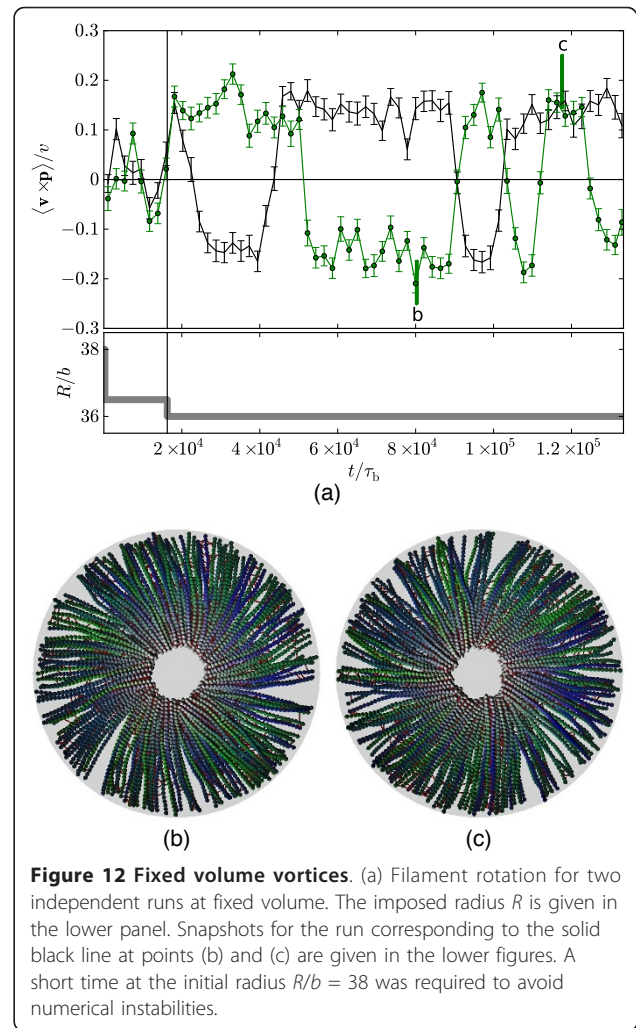 0.3
c
0.2
0.1
0
−0.1
−0.2
b
−0.3
⟨v ×p⟩/v
38
36
R/b
2 ×10⁴ 4 ×10⁴ 6 ×10⁴ 8 ×10⁴ 1 ×10⁵ 1.2 ×10⁵
t/τb
(a)
(b) (c)
Figure 12 Fixed volume vortices. (a) Filament rotation for two
independent runs at fixed volume. The imposed radius R is given in
the lower panel. Snapshots for the run corresponding to the solid
black line at points (b) and (c) are given in the lower figures. A
short time at the initial radius R/b = 38 was required to avoid
numerical instabilities.